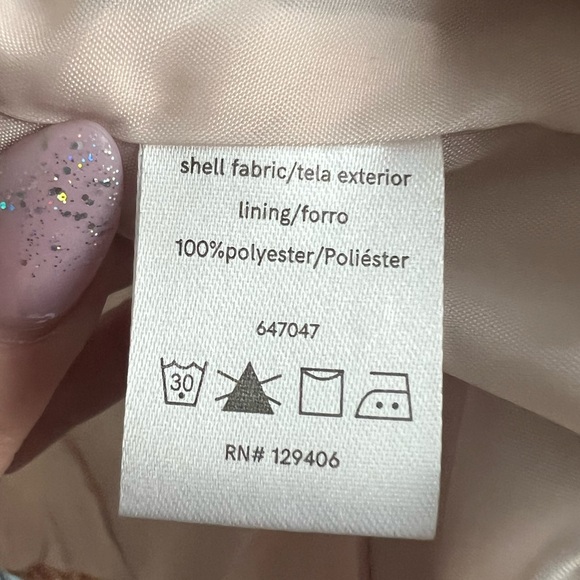 shell fabric/tela exterior
lining/forro
100%polyester/Poliéster
647047
30
RN# 129406